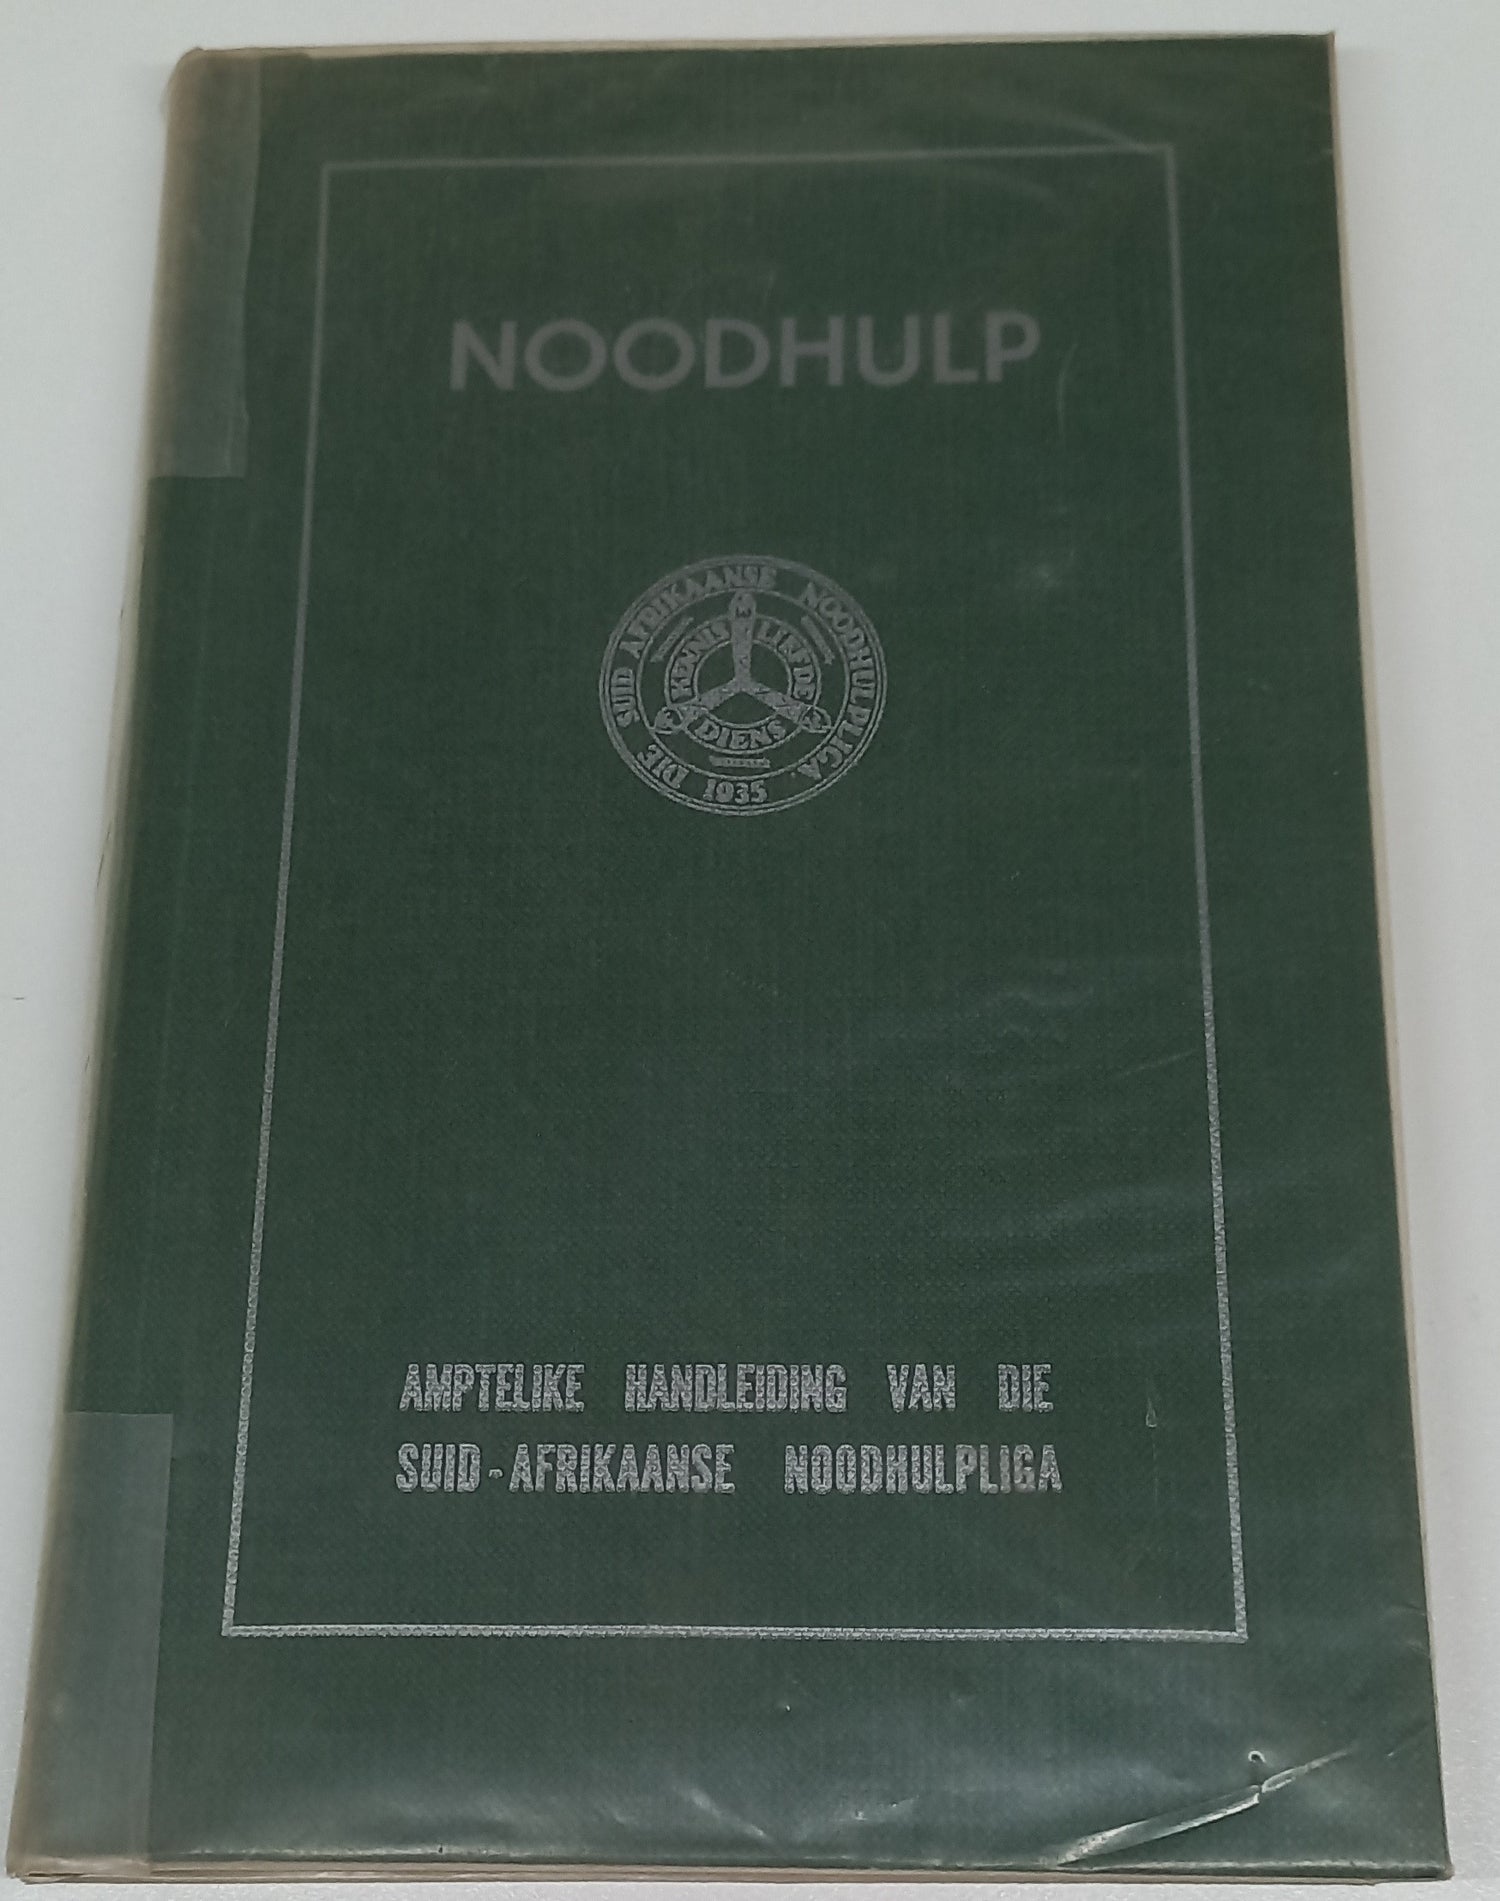 NOODHULP
DIE SUID AFRIKAANSE NOODHULPLIGA
KENNIS LIEFDE
DIENS
1935
AMPTELIKE HANDLEIDING VAN DIE
SUID-AFRIKAANSE NOODHULPLIGA